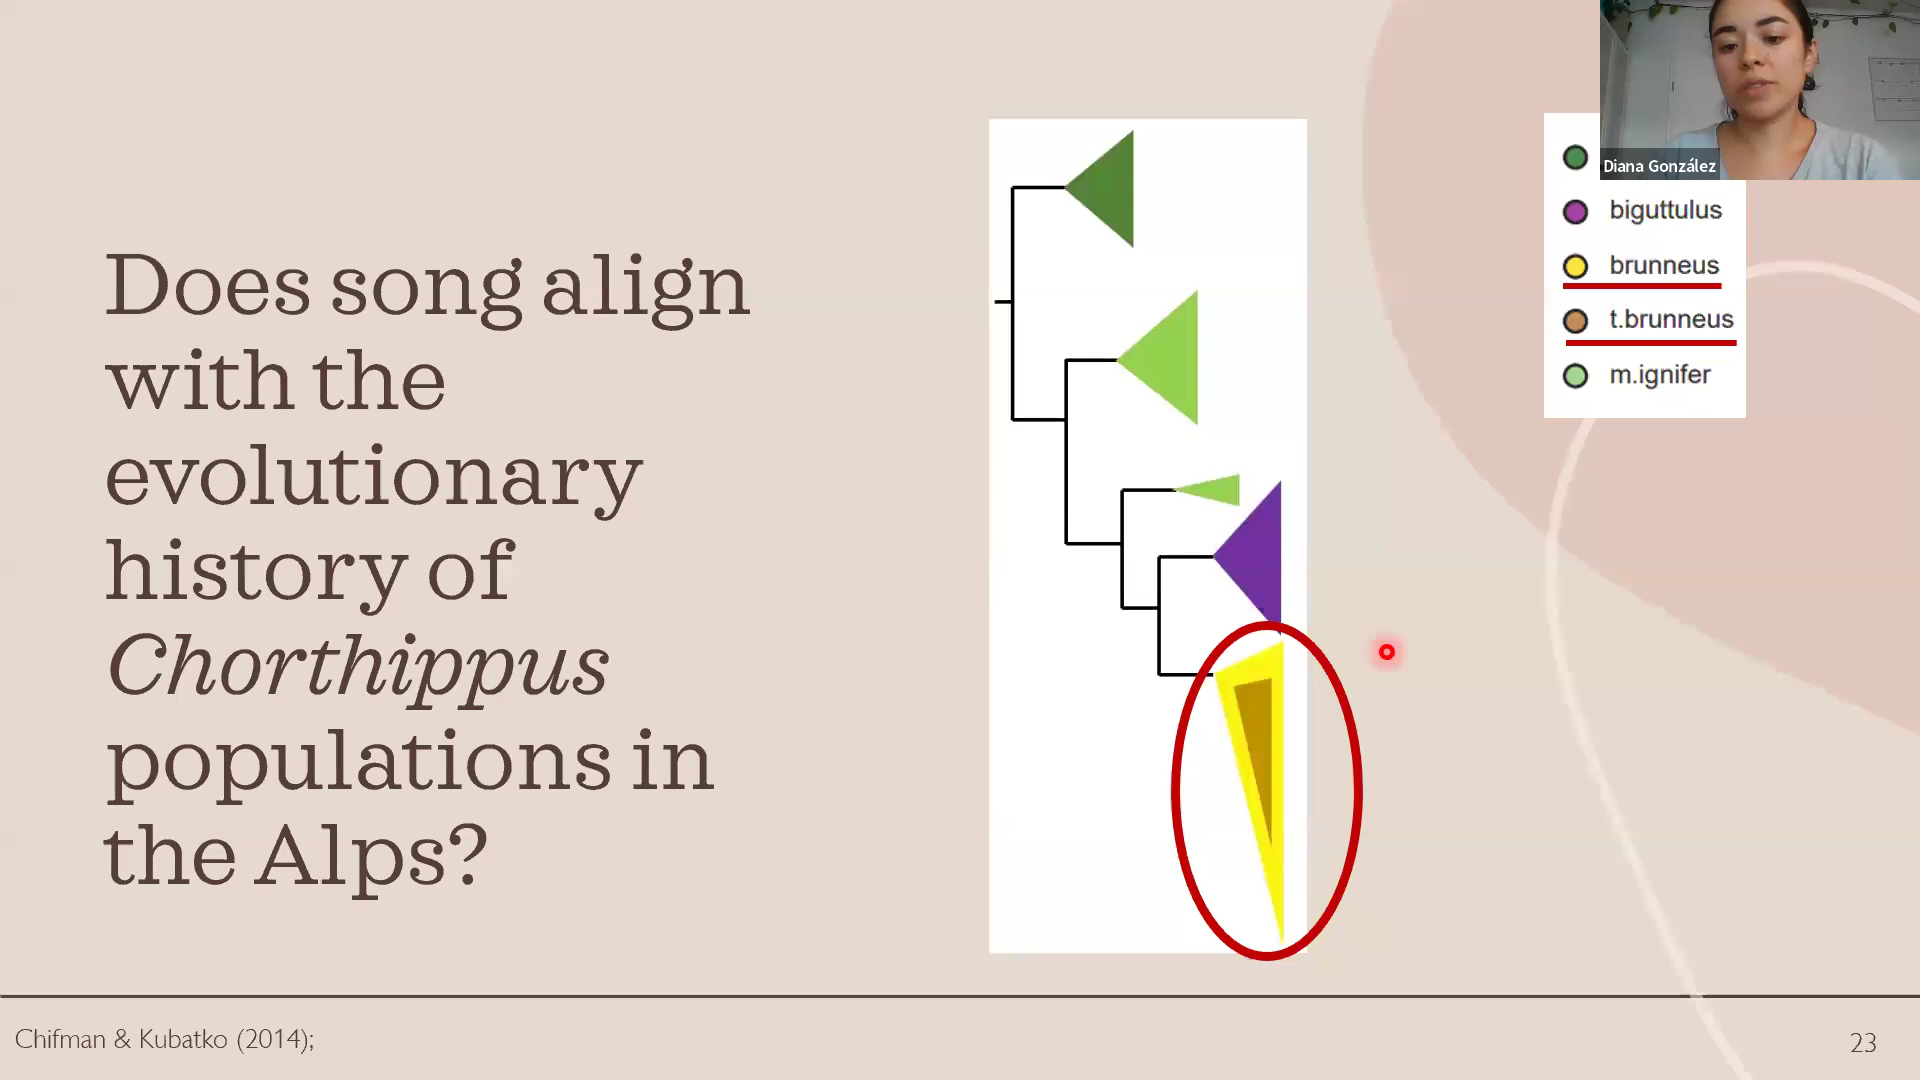 Does song align
with the
evolutionary
history of
Chorthippus
populations in
the Alps?
Diana González
biguttulus
brunneus
t.brunneus
m.ignifer
Chifman & Kubatko (2014);
23